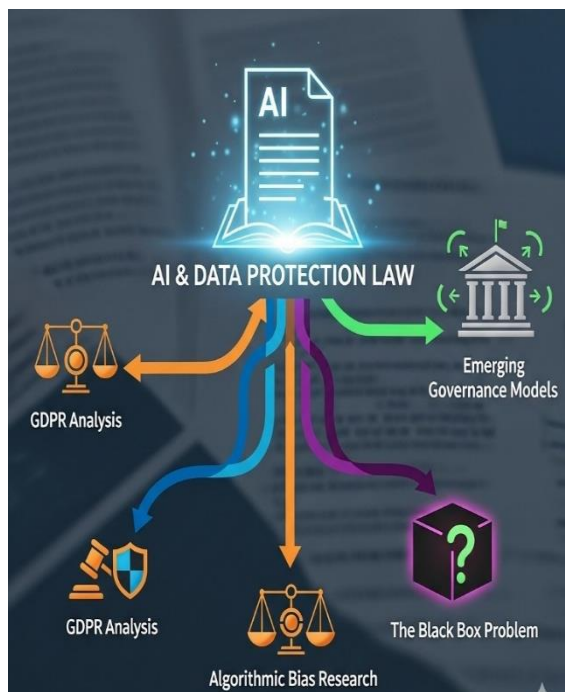 AI
AI & DATA PROTECTION LAW
GDPR Analysis
Emerging
Governance Models
GDPR Analysis
The Black Box Problem
Algorithmic Bias Research
?